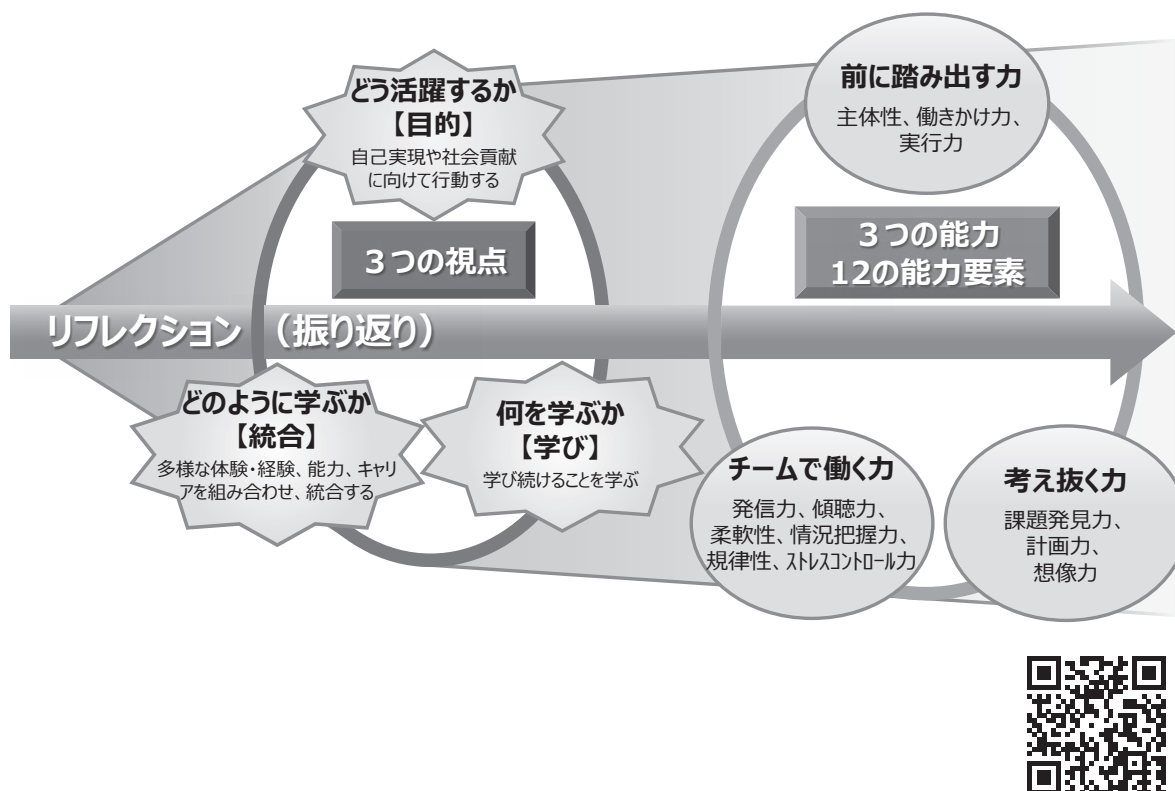 どう活躍するか
【目的】
自己実現や社会貢献
に向けて行動する
3つの視点
前に踏み出す力
主体性、働きかけ力、
実行力
3つの能力
12の能力要素
リフレクション （振り返り）
どのように学ぶか
【統合】
多様な体験・経験、能力、キャリ
アを組み合わせ、統合する
何を学ぶか
【学び】
学び続けることを学ぶ
チームで働く力
発信力、傾聴力、
柔軟性、情況把握力、
規律性、ストレスコントロール力
考え抜く力
課題発見力、
計画力、
想像力